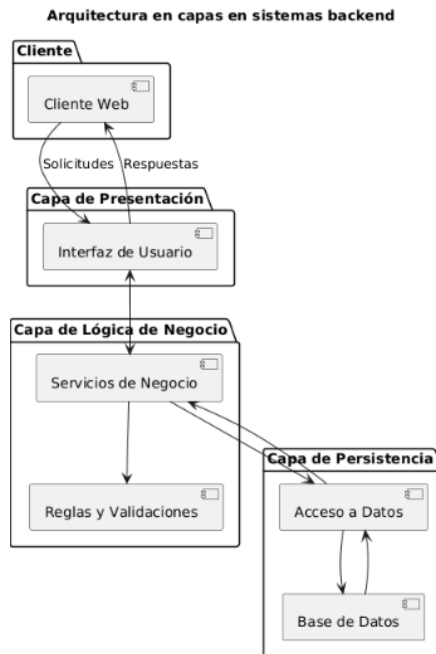 Arquitectura en capas en sistemas backend
Cliente
Cliente Web
Solicitudes Respuestas
Capa de Presentación
Interfaz de Usuario
Capa de Lógica de Negocio
Servicios de Negocio
Capa de Persistencia
Reglas y Validaciones
Acceso a Datos
Base de Datos